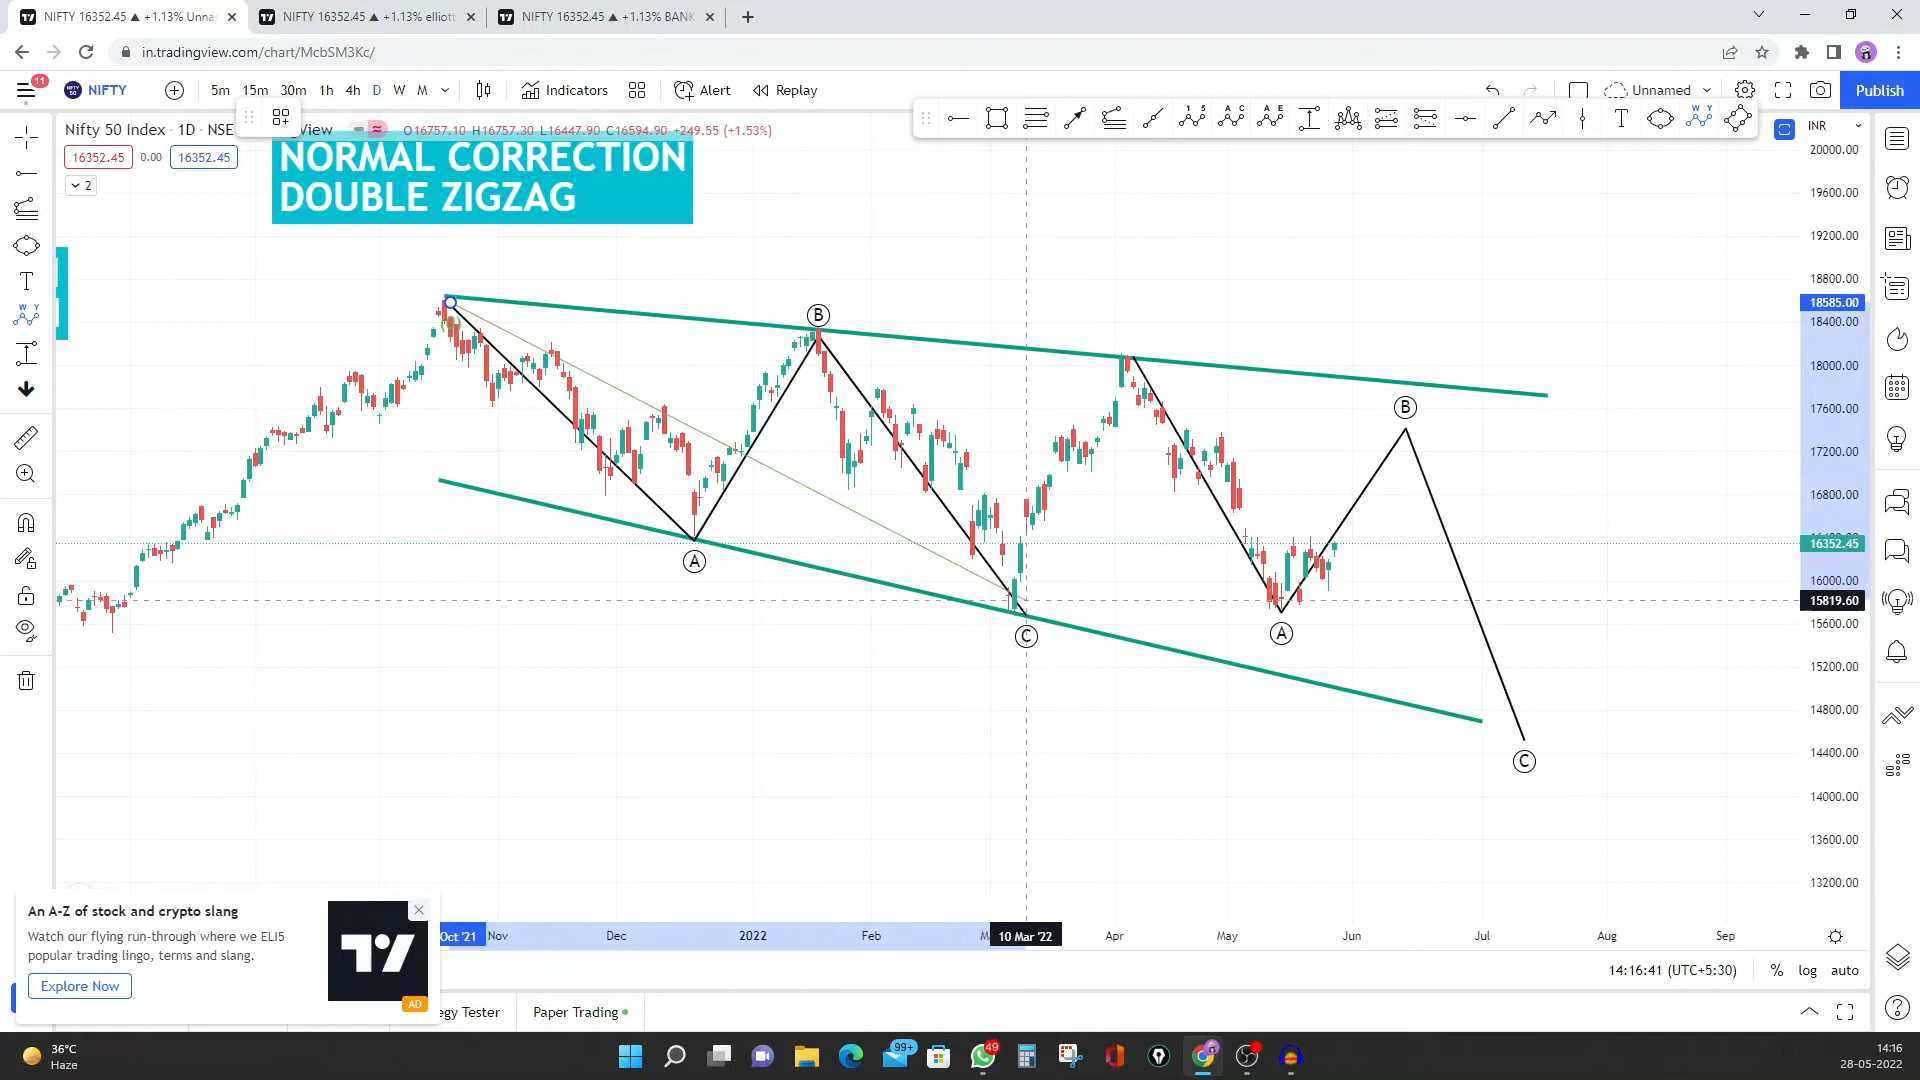 NIFTY 16352.45 ▲ +1.13% Unnar
NIFTY 16352.45 ▲ +1.13% elliott
NIFTY 16352.45 ▲ +1.13% BANK
in.tradingview.com/chart/McbSM3Kc/
11
NIFTY
5m 15m 30m 1h 4h D W M
Indicators
Alert
Replay
Unnamed
Publish
Nifty 50 Index · 1D · NSE
View
O16757.10 H16757.30 L16447.90 C16594.90 +249.55 (+1.53%)
INR
16352.45 0.00 16352.45
2
NORMAL CORRECTION
DOUBLE ZIGZAG
20000.00
19600.00
19200.00
18800.00
18585.00
18400.00
18000.00
17600.00
17200.00
16800.00
16352.45
16000.00
15819.60
15600.00
15200.00
14800.00
14400.00
14000.00
13600.00
13200.00
B
B
A
C
A
C
Oct '21 Nov Dec 2022 Feb 10 Mar '22 Apr May Jun Jul Aug Sep
An A-Z of stock and crypto slang
Watch our flying run-through where we ELI5
popular trading lingo, terms and slang.
Explore Now
AD
14:16:41 (UTC+5:30) % log auto
egy Tester
Paper Trading
36°C
Haze
99+
49
14:16
28-05-2022